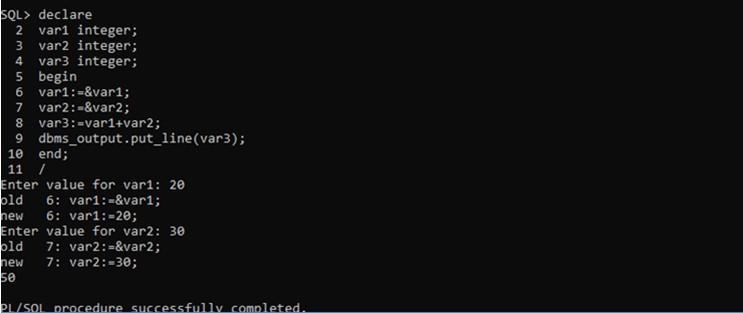 SQL> declare
  2  var1 integer;
  3  var2 integer;
  4  var3 integer;
  5  begin
  6  var1:=&var1;
  7  var2:=&var2;
  8  var3:=var1+var2;
  9  dbms_output.put_line(var3);
 10  end;
 11  /
Enter value for var1: 20
old   6: var1:=&var1;
new   6: var1:=20;
Enter value for var2: 30
old   7: var2:=&var2;
new   7: var2:=30;
50
PL/SQL procedure successfully completed.